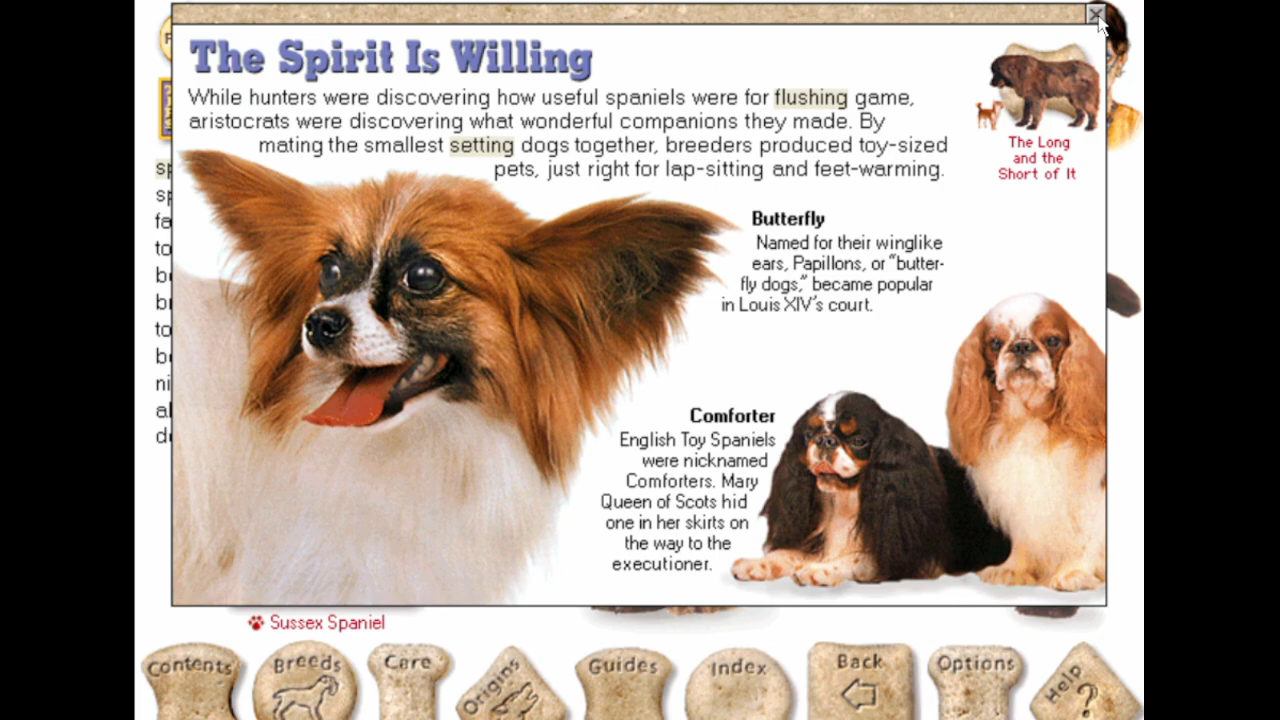 The Spirit Is Willing
While hunters were discovering how useful spaniels were for flushing game,
aristocrats were discovering what wonderful companions they made. By
mating the smallest setting dogs together, breeders produced toy-sized
pets, just right for lap-sitting and feet-warming.
The Long
and the
Short of It
Butterfly
Named for their winglike
ears, Papillons, or “butter-
fly dogs,” became popular
in Louis XIV's court.
Comforter
English Toy Spaniels
were nicknamed
Comforters. Mary
Queen of Scots hid
one in her skirts on
the way to the
executioner.
Sussex Spaniel
Contents
Breeds
Care
Origins
Guides
Index
Back
Options
Help
?